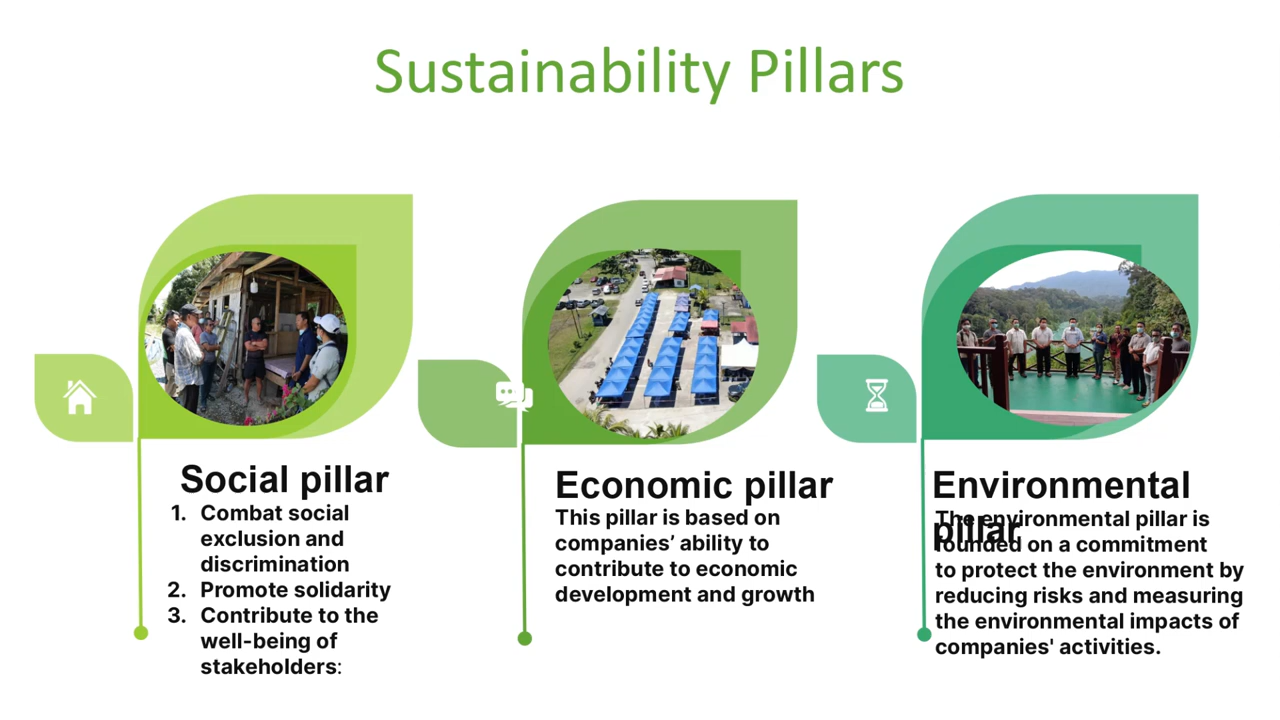 Sustainability Pillars
Social pillar
1. Combat social
exclusion and
discrimination
2. Promote solidarity
3. Contribute to the
well-being of
stakeholders:
Economic pillar
This pillar is based on
companies’ ability to
contribute to economic
development and growth
Environmental
pillar
The environmental pillar is
founded on a commitment
to protect the environment by
reducing risks and measuring
the environmental impacts of
companies' activities.